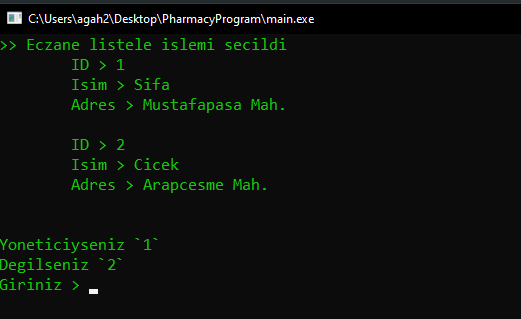 C:\Users\agah2\Desktop\PharmacyProgram\main.exe
>> Eczane listele islemi secildi
ID > 1
Isim > Sifa
Adres > Mustafapasa Mah.
ID > 2
Isim > Cicek
Adres > Arapcesme Mah.
Yoneticiyseniz `1`
Degilseniz `2`
Giriniz >